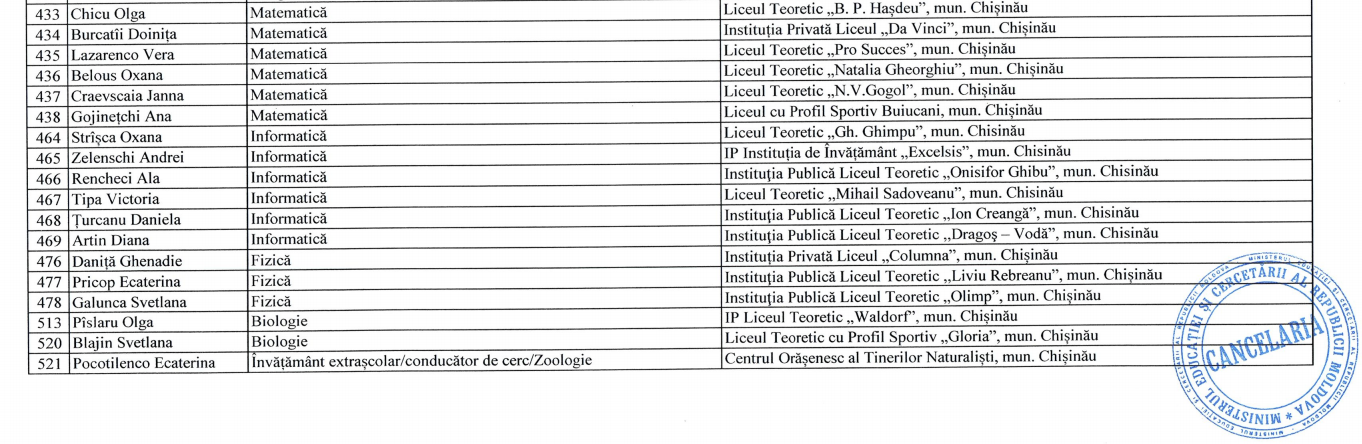 433 Chicu Olga Matematică Liceul Teoretic „B. P. Hașdeu”, mun. Chișinău
434 Burcatîi Doinița Matematică Instituția Privată Liceul „Da Vinci”, mun. Chișinău
435 Lazarenco Vera Matematică Liceul Teoretic „Pro Succes”, mun. Chișinău
436 Belous Oxana Matematică Liceul Teoretic „Natalia Gheorghiu”, mun. Chișinău
437 Craevscaia Janna Matematică Liceul Teoretic „N.V.Gogol”, mun. Chișinău
438 Gojinețchi Ana Matematică Liceul cu Profil Sportiv Buiucani, mun. Chișinău
464 Strîșca Oxana Informatică Liceul Teoretic „Gh. Ghimpu”, mun. Chisinău
465 Zelenschi Andrei Informatică IP Instituția de Învățământ „Excelsis”, mun. Chisinău
466 Rencheci Ala Informatică Instituția Publică Liceul Teoretic „Onisifor Ghibu”, mun. Chisinău
467 Tipa Victoria Informatică Liceul Teoretic „Mihail Sadoveanu”, mun. Chisinău
468 Țurcanu Daniela Informatică Instituția Publică Liceul Teoretic „Ion Creangă”, mun. Chisinău
469 Artin Diana Informatică Instituția Publică Liceul Teoretic „Dragoș – Vodă”, mun. Chisinău
476 Daniță Ghenadie Fizică Instituția Privată Liceul „Columna”, mun. Chișinău
477 Pricop Ecaterina Fizică Instituția Publică Liceul Teoretic „Liviu Rebreanu”, mun. Chișinău
478 Galunca Svetlana Fizică Instituția Publică Liceul Teoretic „Olimp”, mun. Chișinău
513 Pîslaru Olga Biologie IP Liceul Teoretic „Waldorf”, mun. Chișinău
520 Blajin Svetlana Biologie Liceul Teoretic cu Profil Sportiv „Gloria”, mun. Chișinău
521 Pocotilenco Ecaterina Învățământ extrașcolar/conducător de cerc/Zoologie Centrul Orășenesc al Tinerilor Naturaliști, mun. Chișinău
MINISTERUL EDUCAȚIEI ȘI CERCETĂRII AL REPUBLICII MOLDOVA *
CANCELARIA